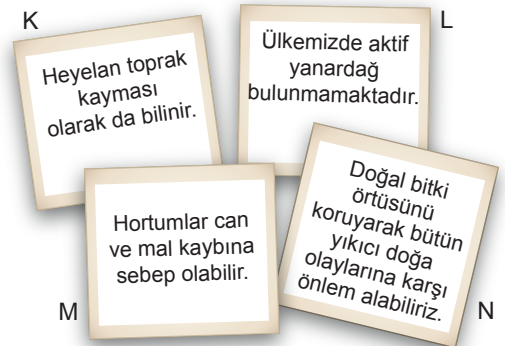 K
Heyelan toprak
kayması
olarak da bilinir.
L
Ülkemizde aktif
yanardağ
bulunmamaktadır.
M
Hortumlar can
ve mal kaybına
sebep olabilir.
N
Doğal bitki
örtüsünü
koruyarak bütün
yıkıcı doğa
olaylarına karşı
önlem alabiliriz.